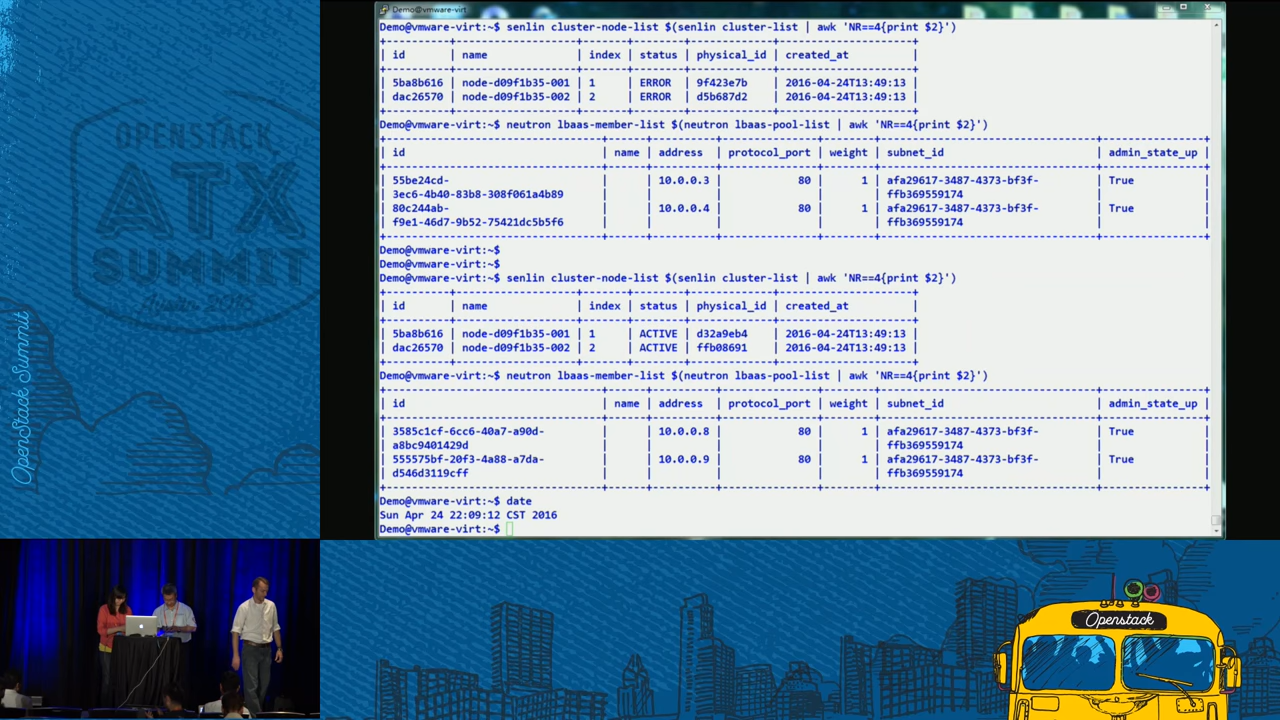 Demo@vmware-virt
Demo@vmware-virt:~$ senlin cluster-node-list $(senlin cluster-list | awk 'NR==4{print $2}')
| id | name | index | status | physical_id | created_at |
| 5ba8b616 | node-d09f1b35-001 | 1 | ERROR | 9f423e7b | 2016-04-24T13:49:13 |
| dac26570 | node-d09f1b35-002 | 2 | ERROR | d5b687d2 | 2016-04-24T13:49:13 |
Demo@vmware-virt:~$ neutron lbaas-member-list $(neutron lbaas-pool-list | awk 'NR==4{print $2}')
| id | name | address | protocol_port | weight | subnet_id | admin_state_up |
| 55be24cd- | | 10.0.0.3 | 80 | 1 | afa29617-3487-4373-bf3f- | True |
| 3ec6-4b40-83b8-308f061a4b89 | | | | | ffb369559174 | |
| 80c244ab- | | 10.0.0.4 | 80 | 1 | afa29617-3487-4373-bf3f- | True |
| f9e1-46d7-9b52-75421dc5b5f6 | | | | | ffb369559174 | |
Demo@vmware-virt:~$
Demo@vmware-virt:~$
Demo@vmware-virt:~$ senlin cluster-node-list $(senlin cluster-list | awk 'NR==4{print $2}')
| id | name | index | status | physical_id | created_at |
| 5ba8b616 | node-d09f1b35-001 | 1 | ACTIVE | d32a9eb4 | 2016-04-24T13:49:13 |
| dac26570 | node-d09f1b35-002 | 2 | ACTIVE | ffb08691 | 2016-04-24T13:49:13 |
Demo@vmware-virt:~$ neutron lbaas-member-list $(neutron lbaas-pool-list | awk 'NR==4{print $2}')
| id | name | address | protocol_port | weight | subnet_id | admin_state_up |
| 3585c1cf-6cc6-40a7-a90d- | | 10.0.0.8 | 80 | 1 | afa29617-3487-4373-bf3f- | True |
| a8bc9401429d | | | | | ffb369559174 | |
| 555575bf-20f3-4a88-a7da- | | 10.0.0.9 | 80 | 1 | afa29617-3487-4373-bf3f- | True |
| d546d3119cff | | | | | ffb369559174 | |
Demo@vmware-virt:~$ date
Sun Apr 24 22:09:12 CST 2016
Demo@vmware-virt:~$
OPENSTACK
ATX
SUMMIT
OpenStack Summit
Openstack